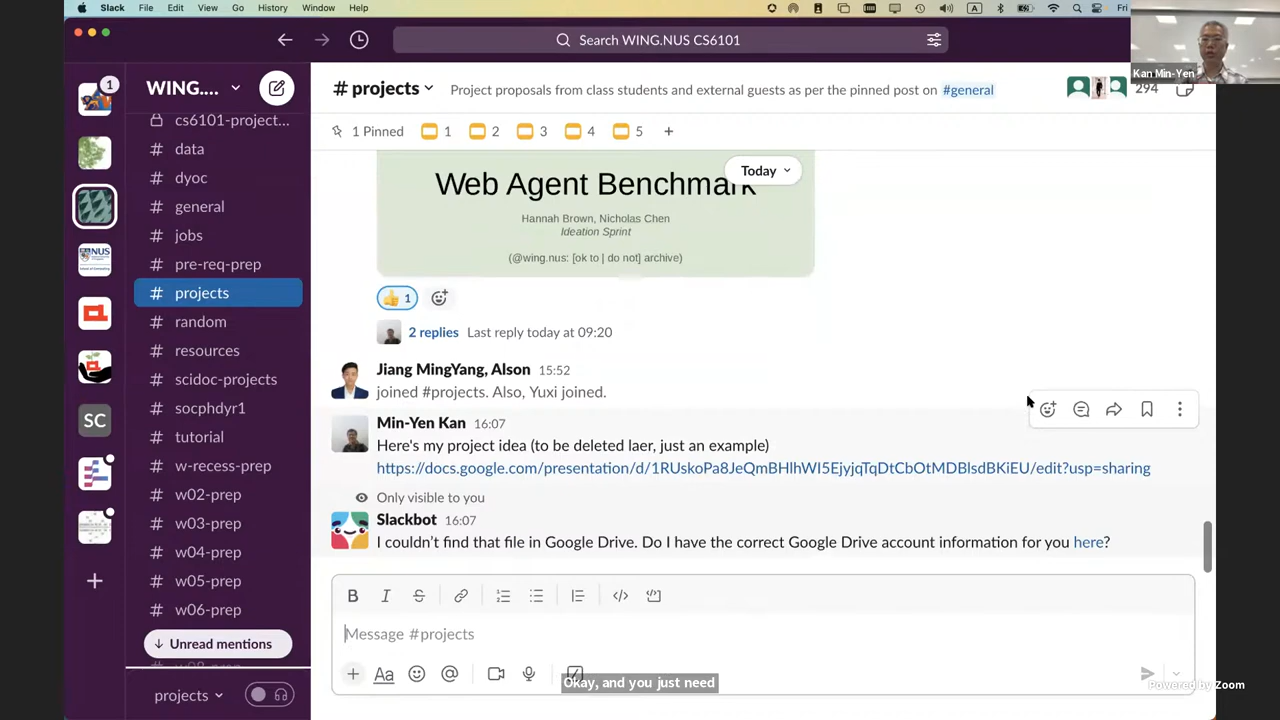 Slack File Edit View Go History Window Help
A
Fri
Search WING.NUS CS6101
Kan Min-Yen
1
WING....
# projects
Project proposals from class students and external guests as per the pinned post on #general
294
cs6101-project...
1 Pinned
1
2
3
4
5
# data
# dyoc
# general
# jobs
# pre-req-prep
# projects
# random
# resources
# scidoc-projects
# socphdyr1
# tutorial
# w-recess-prep
# w02-prep
# w03-prep
# w04-prep
# w05-prep
# w06-prep
Unread mentions
projects
NUS
SC
Today
Web Agent Benchmark
Hannah Brown, Nicholas Chen
Ideation Sprint
(@wing.nus: [ok to | do not] archive)
1
2 replies Last reply today at 09:20
Jiang MingYang, Alson 15:52
joined #projects. Also, Yuxi joined.
Min-Yen Kan 16:07
Here's my project idea (to be deleted laer, just an example)
https://docs.google.com/presentation/d/1RUskoPa8JeQmBHlhWI5EjyjqTqDtCbOtMDBlsdBKiEU/edit?usp=sharing
Only visible to you
Slackbot 16:07
I couldn't find that file in Google Drive. Do I have the correct Google Drive account information for you here?
Message #projects
Okay, and you just need
Powered by Zoom